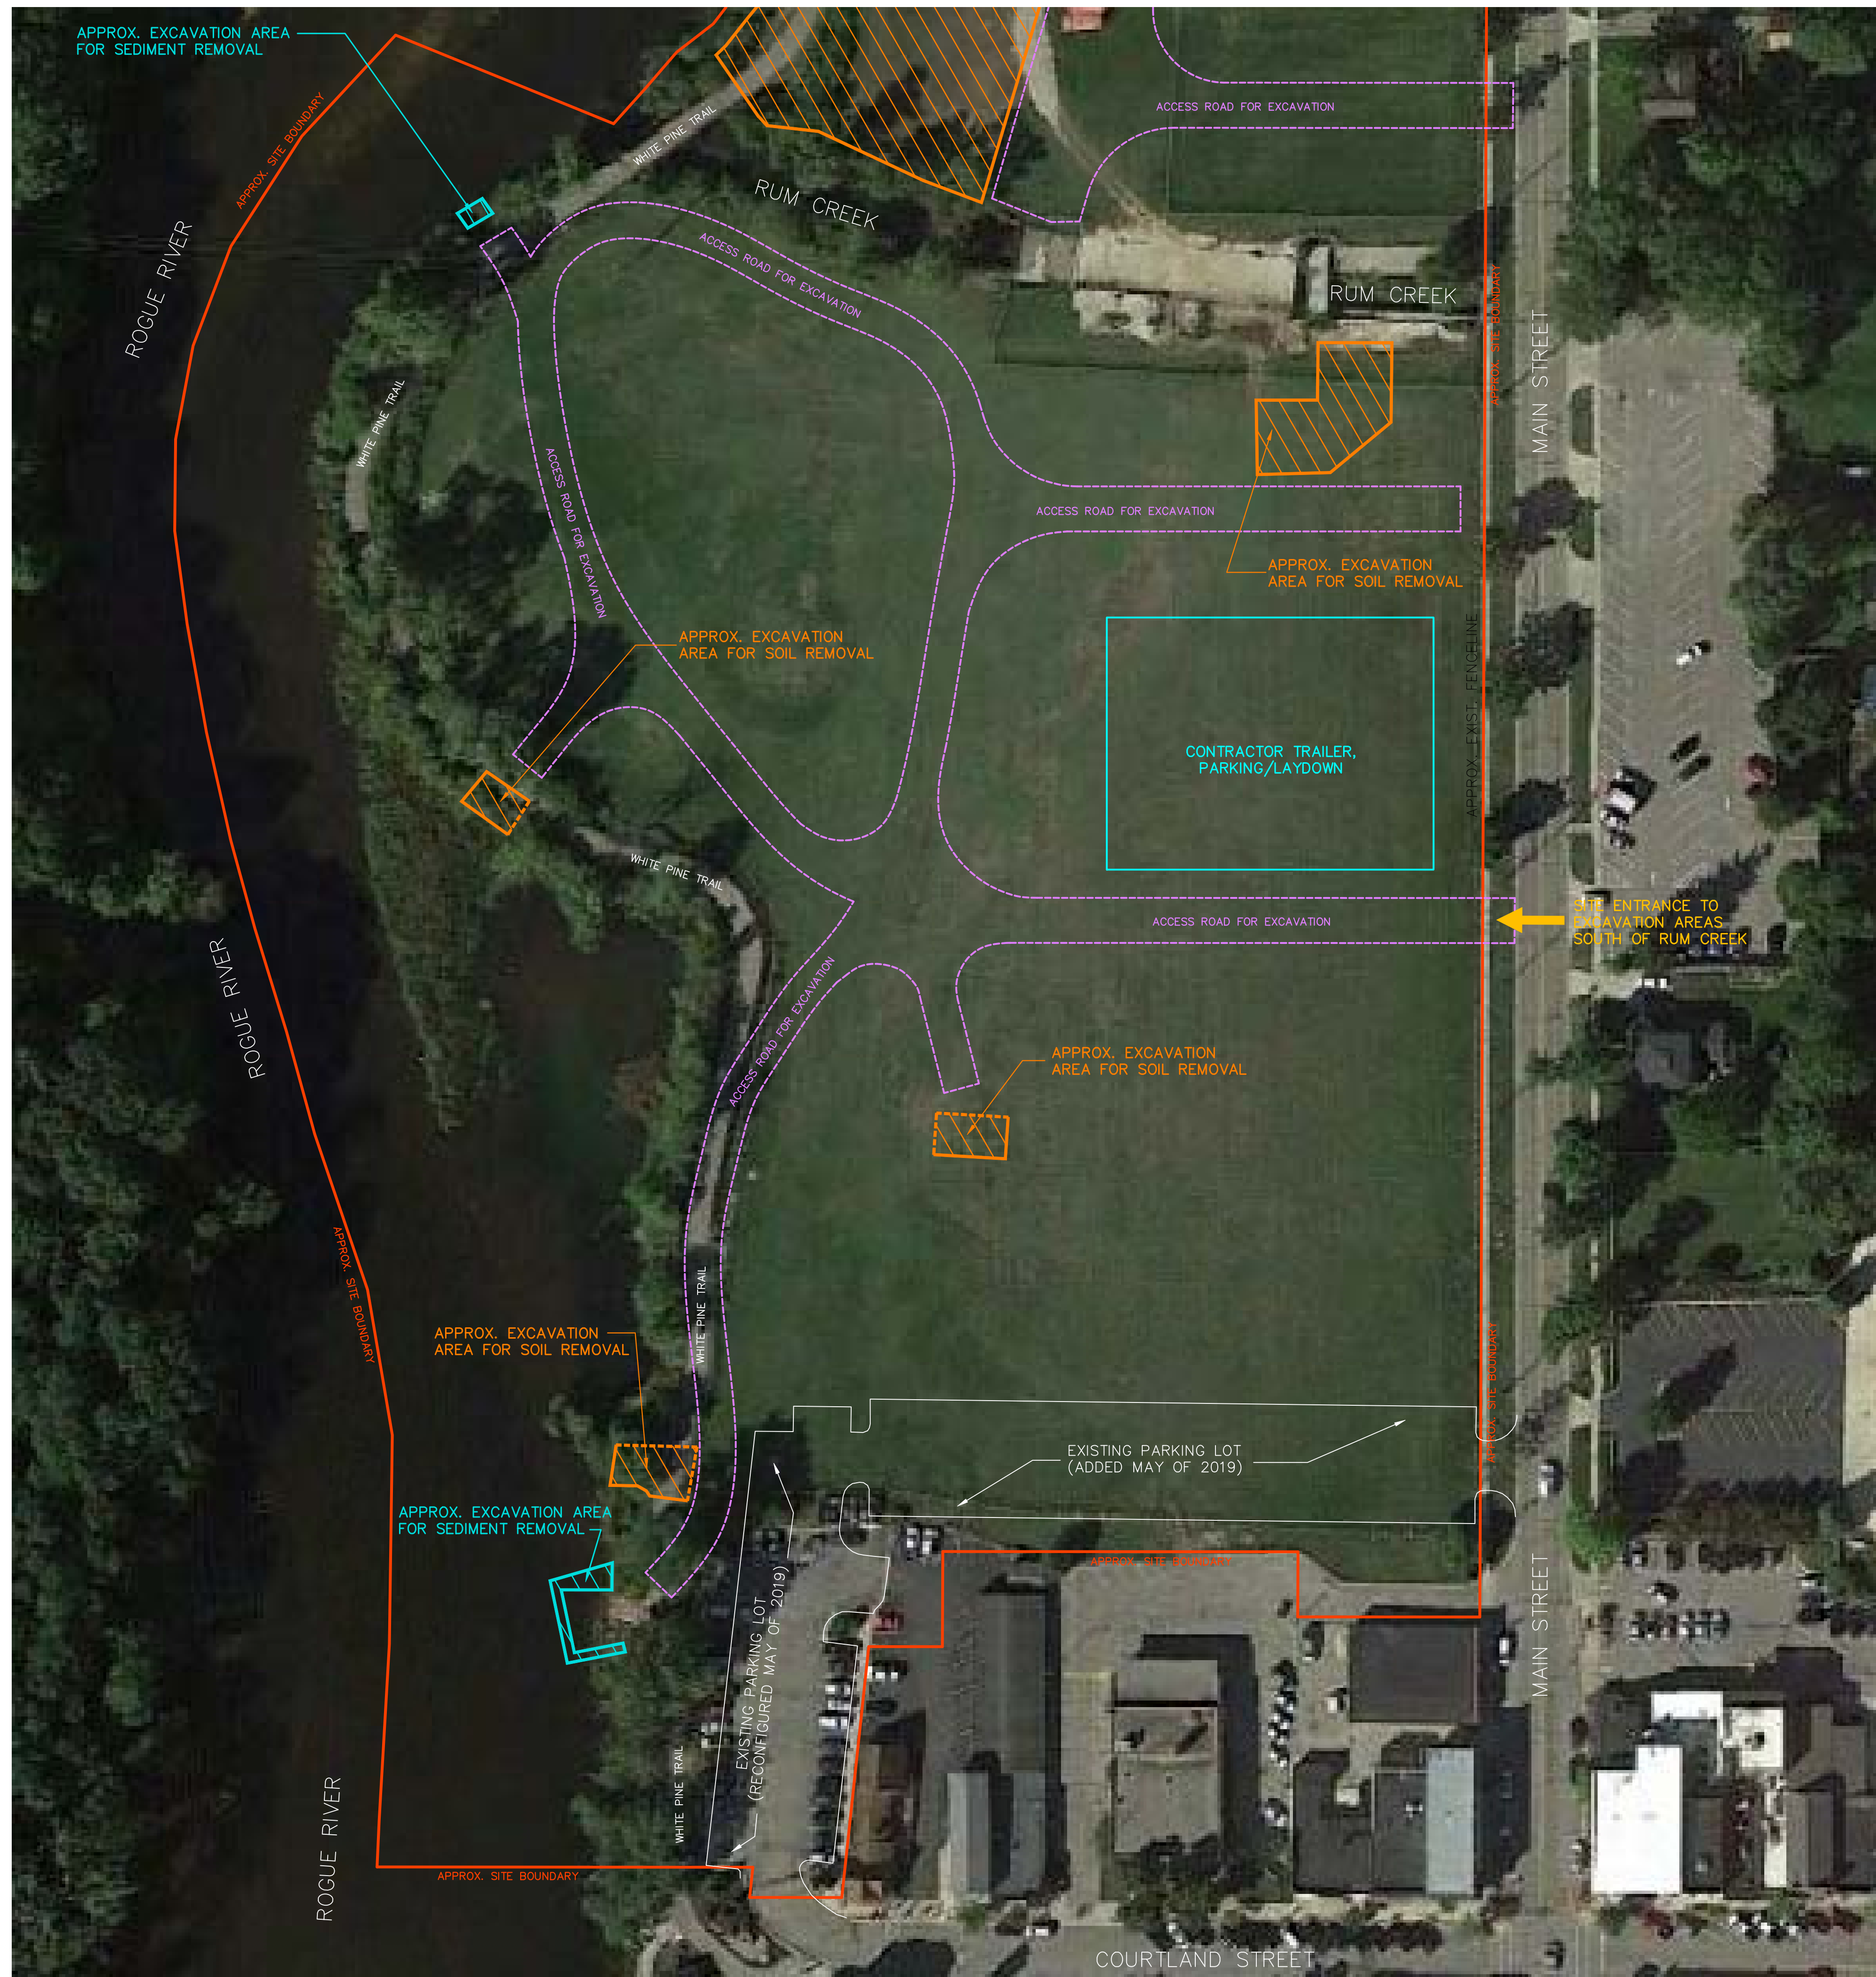 APPROX. EXCAVATION AREA
FOR SEDIMENT REMOVAL
APPROX. SITE BOUNDARY
WHITE PINE TRAIL
ACCESS ROAD FOR EXCAVATION
RUM CREEK
ROGUE RIVER
ACCESS ROAD FOR EXCAVATION
RUM CREEK
APPROX. SITE BOUNDARY
MAIN STREET
WHITE PINE TRAIL
ACCESS ROAD FOR EXCAVATION
ACCESS ROAD FOR EXCAVATION
APPROX. EXCAVATION
AREA FOR SOIL REMOVAL
APPROX. EXCAVATION
AREA FOR SOIL REMOVAL
APPROX. EXIST. FENCELINE
CONTRACTOR TRAILER,
PARKING/LAYDOWN
WHITE PINE TRAIL
ACCESS ROAD FOR EXCAVATION
SITE ENTRANCE TO
EXCAVATION AREAS
SOUTH OF RUM CREEK
ROGUE RIVER
ACCESS ROAD FOR EXCAVATION
APPROX. EXCAVATION
AREA FOR SOIL REMOVAL
APPROX. SITE BOUNDARY
WHITE PINE TRAIL
APPROX. EXCAVATION
AREA FOR SOIL REMOVAL
APPROX. SITE BOUNDARY
EXISTING PARKING LOT
(ADDED MAY OF 2019)
APPROX. EXCAVATION AREA
FOR SEDIMENT REMOVAL
APPROX. SITE BOUNDARY
MAIN STREET
EXISTING PARKING LOT
(RECONFIGURED MAY OF 2019)
WHITE PINE TRAIL
ROGUE RIVER
APPROX. SITE BOUNDARY
COURTLAND STREET